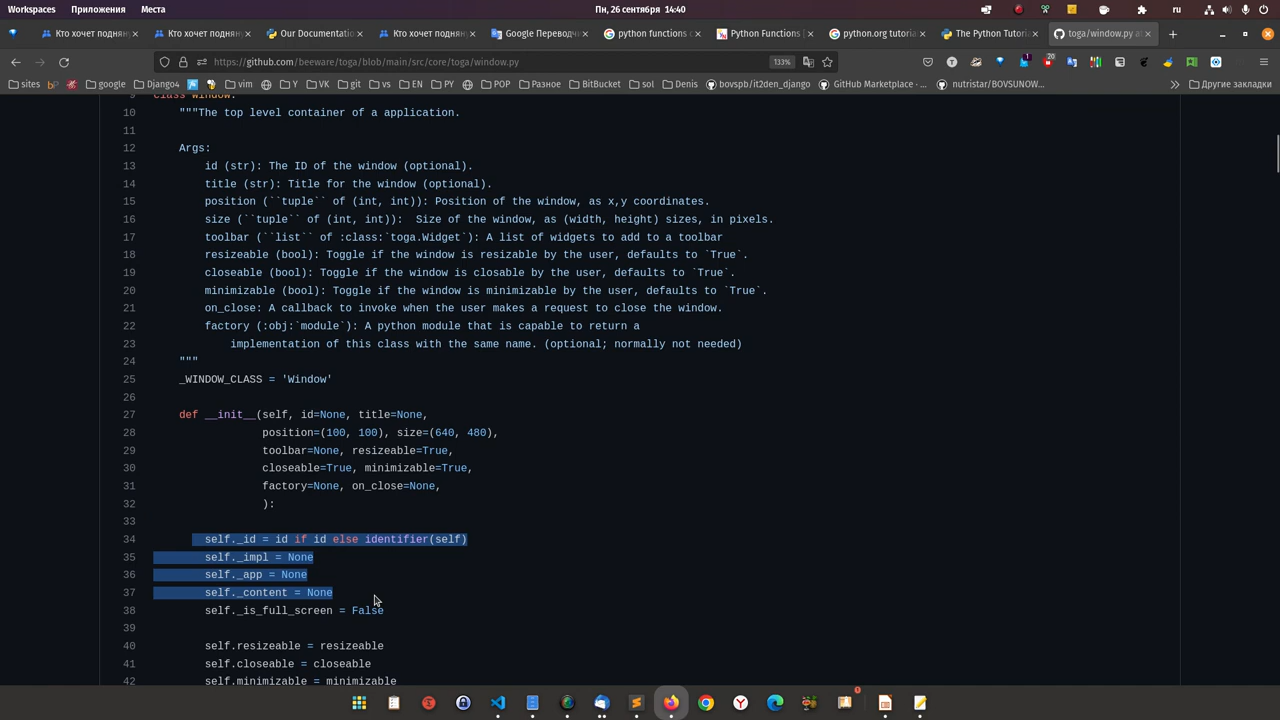 Workspaces Приложения Места Пн, 26 сентября 14:40 ru
Кто хочет поднян Кто хочет поднян Our Documentatio Кто хочет поднян Google Переводч python functions c Python Functions python.org tutoria The Python Tutoria toga/window.py at
https://github.com/beeware/toga/blob/main/src/core/toga/window.py 133%
sites google Django4 vim Y VK git vs EN PY POP Разное BitBucket sol Denis bovspb/it2den_django GitHub Marketplace · ... nutristar/BOVSUNOW... Другие закладки
9 class Window:
10 """The top level container of a application.
11
12 Args:
13 id (str): The ID of the window (optional).
14 title (str): Title for the window (optional).
15 position (``tuple`` of (int, int)): Position of the window, as x,y coordinates.
16 size (``tuple`` of (int, int)): Size of the window, as (width, height) sizes, in pixels.
17 toolbar (``list`` of :class:`toga.Widget`): A list of widgets to add to a toolbar
18 resizeable (bool): Toggle if the window is resizable by the user, defaults to `True`.
19 closeable (bool): Toggle if the window is closable by the user, defaults to `True`.
20 minimizable (bool): Toggle if the window is minimizable by the user, defaults to `True`.
21 on_close: A callback to invoke when the user makes a request to close the window.
22 factory (:obj:`module`): A python module that is capable to return a
23 implementation of this class with the same name. (optional; normally not needed)
24 """
25 _WINDOW_CLASS = 'Window'
26
27 def __init__(self, id=None, title=None,
28 position=(100, 100), size=(640, 480),
29 toolbar=None, resizeable=True,
30 closeable=True, minimizable=True,
31 factory=None, on_close=None,
32 ):
33
34 self._id = id if id else identifier(self)
35 self._impl = None
36 self._app = None
37 self._content = None
38 self._is_full_screen = False
39
40 self.resizeable = resizeable
41 self.closeable = closeable
42 self.minimizable = minimizable